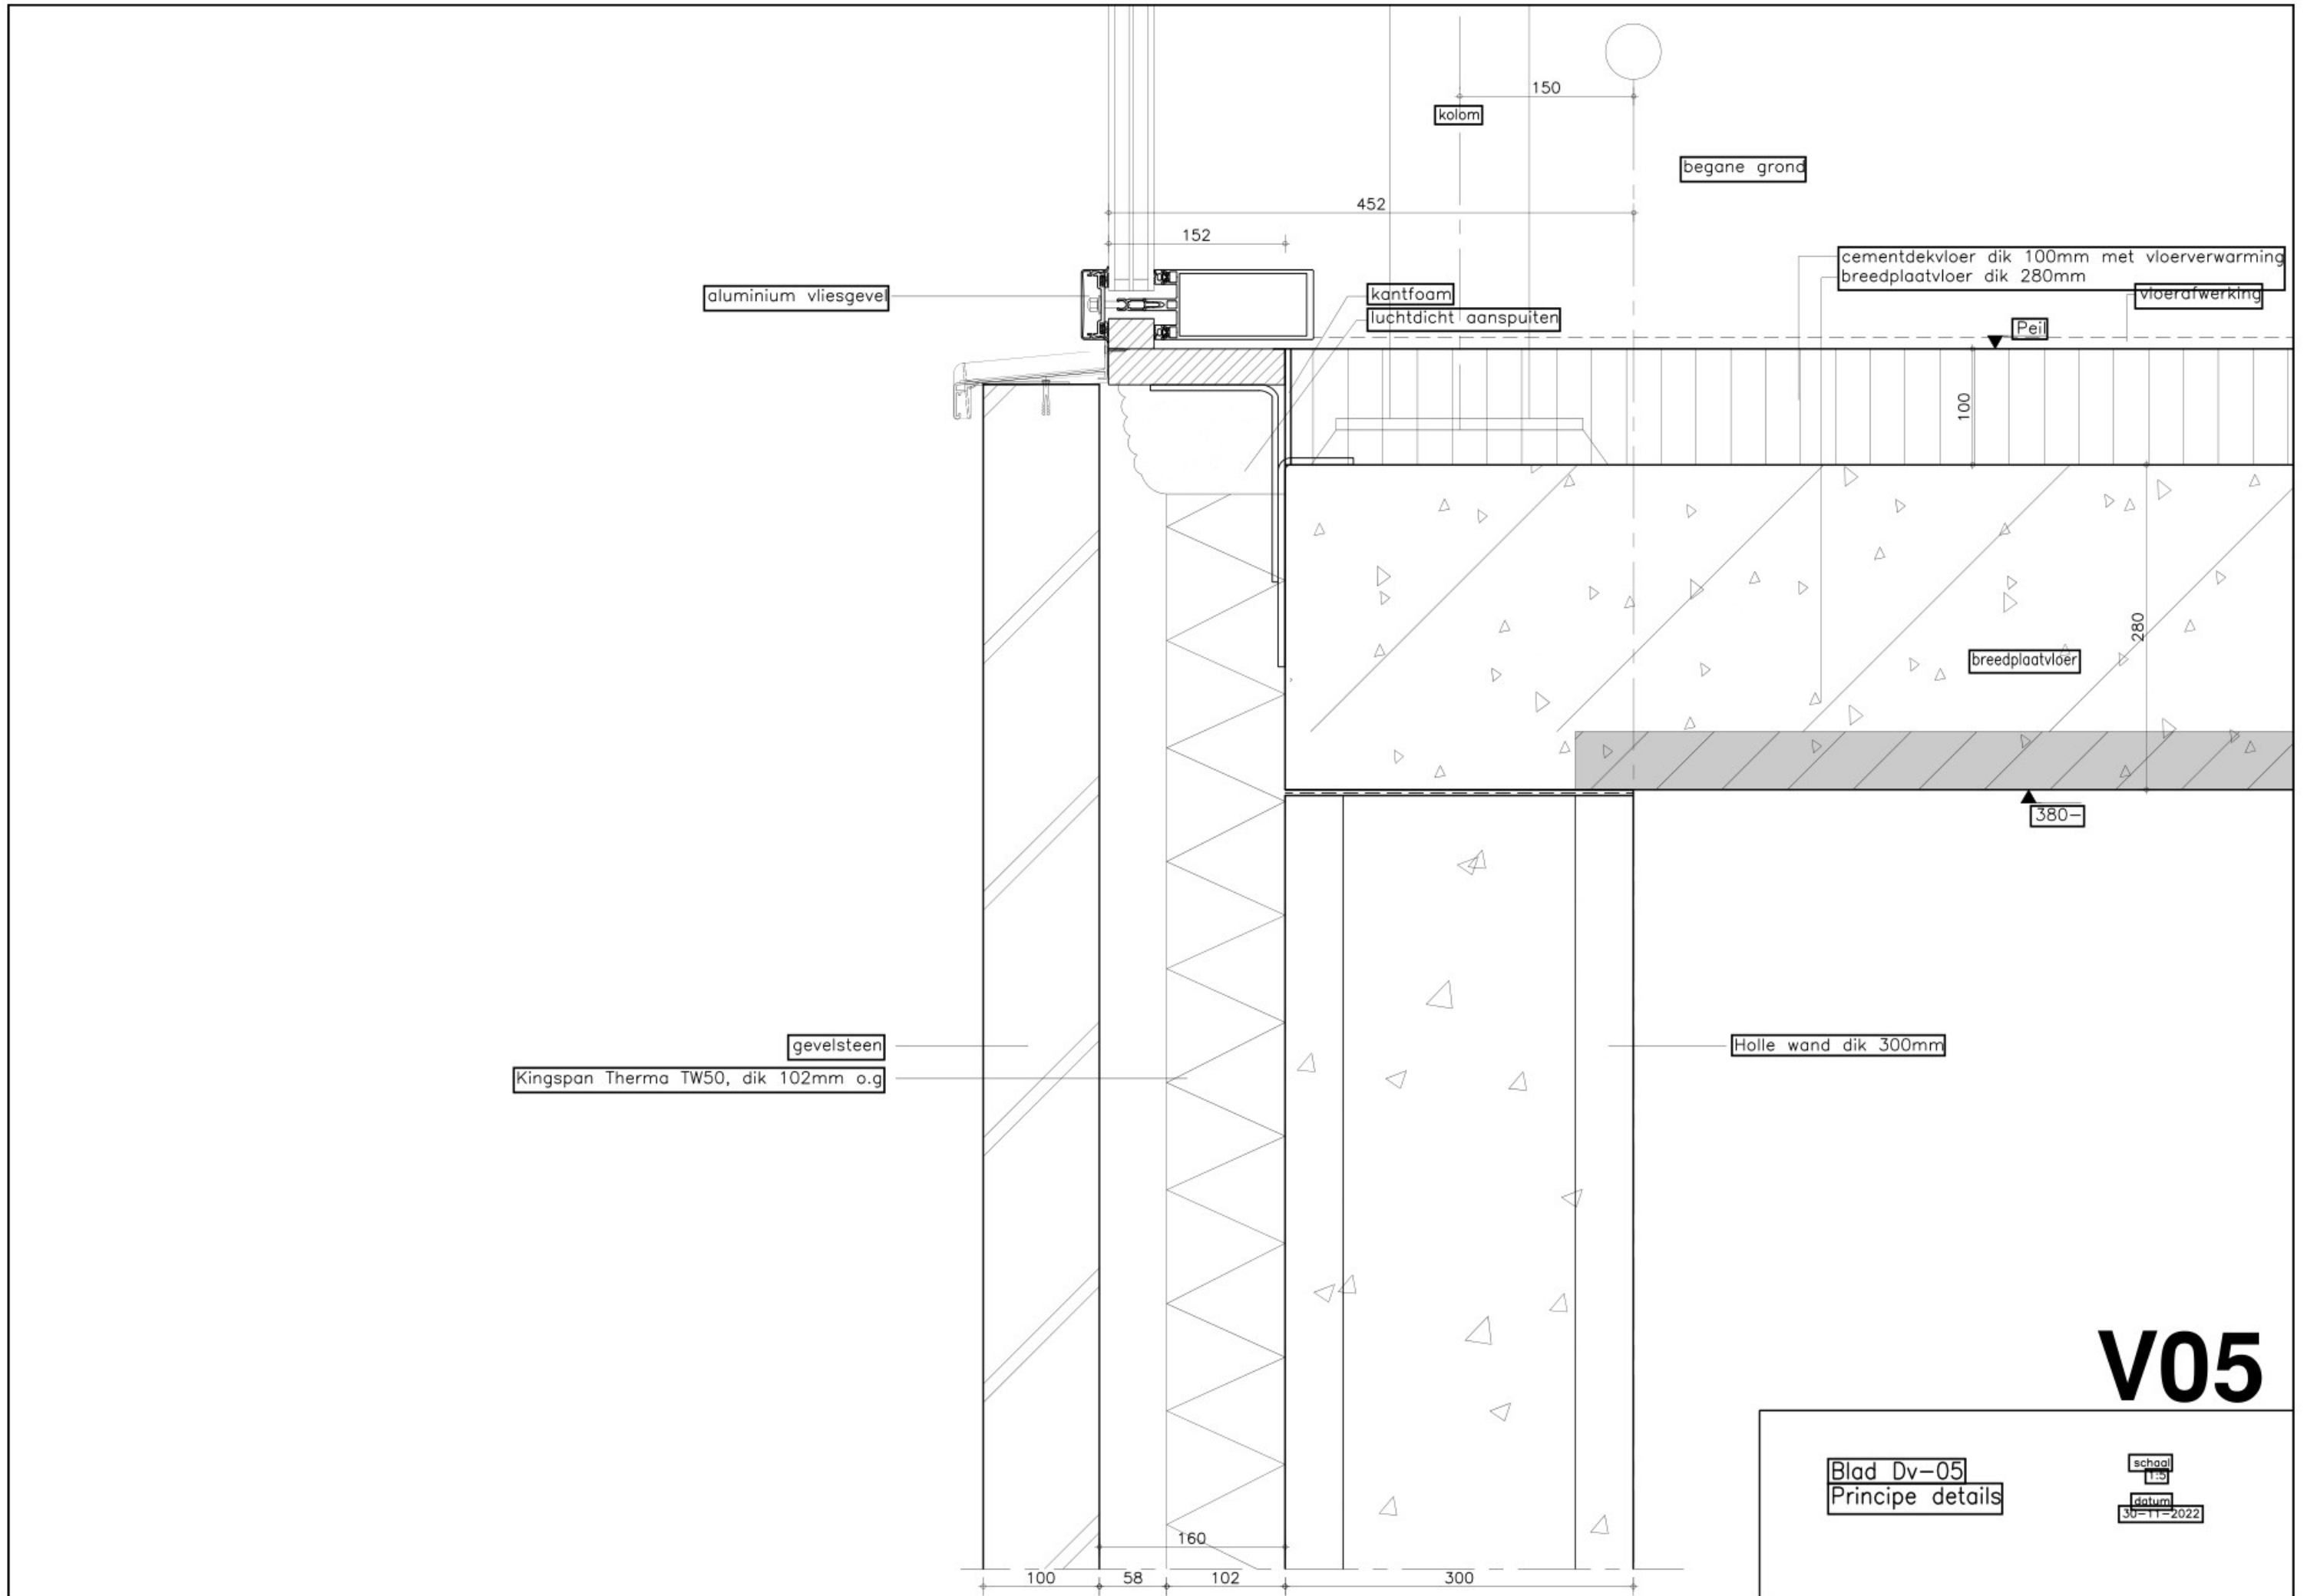 150
kolom
begane grond
452
152
cementdekvloer dik 100mm met vloerverwarming
breedplaatvloer dik 280mm
aluminium vliesgevel
kantfoam
vloerafwerking
luchtdicht aanspuiten
Peil
100
280
breedplaatvloer
380-
gevelsteen
Holle wand dik 300mm
Kingspan Therma TW50, dik 102mm o.g
V05
Blad Dv-05
Principe details
schaal
1:5
datum
30-11-2022
160
100
58
102
300